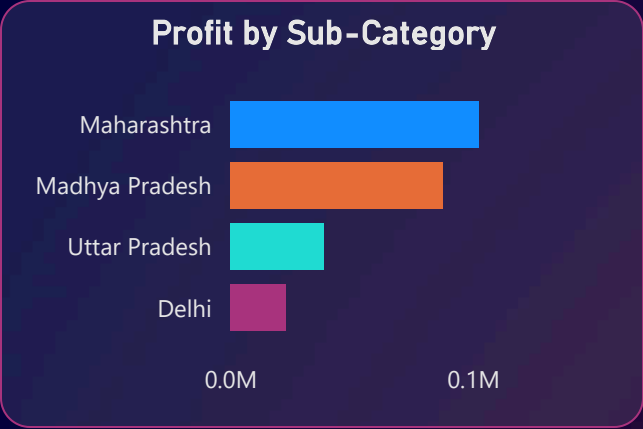 Profit by Sub-Category
Maharashtra
Madhya Pradesh
Uttar Pradesh
Delhi
0.0M 0.1M